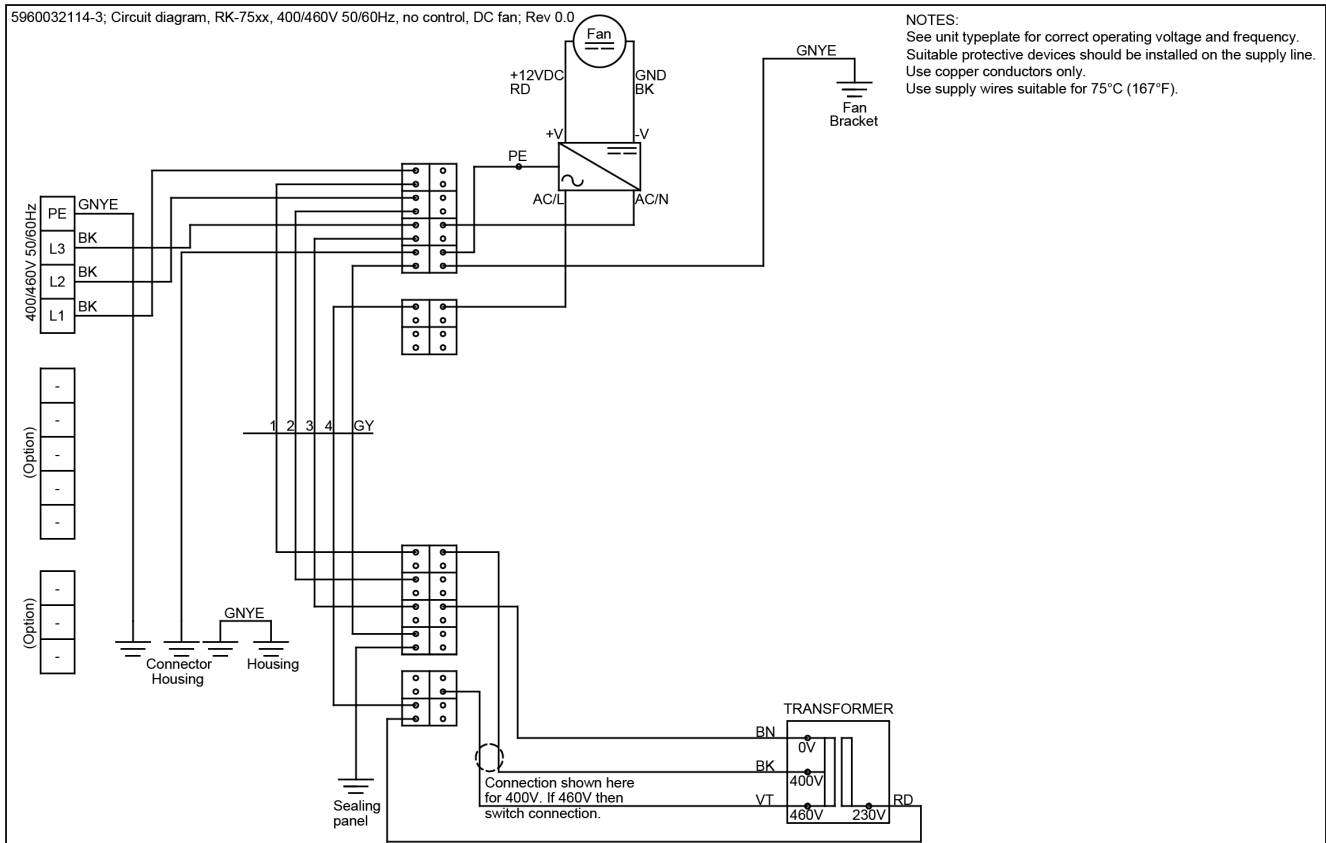 5960032114-3; Circuit diagram, RK-75xx, 400/460V 50/60Hz, no control, DC fan; Rev 0.0
NOTES:
See unit typeplate for correct operating voltage and frequency.
Suitable protective devices should be installed on the supply line.
Use copper conductors only.
Use supply wires suitable for 75°C (167°F).
Fan
+12VDC
RD
GND
BK
GNYE
Fan
Bracket
+V
-V
PE
AC/L
AC/N
400/460V 50/60Hz
PE
GNYE
L3
BK
L2
BK
L1
BK
1 2 3 4 GY
(Option)
-
-
-
-
-
(Option)
-
-
-
GNYE
Connector
Housing
Housing
Sealing
panel
Connection shown here
for 400V. If 460V then
switch connection.
TRANSFORMER
BN
0V
BK
400V
VT
460V
230V
RD